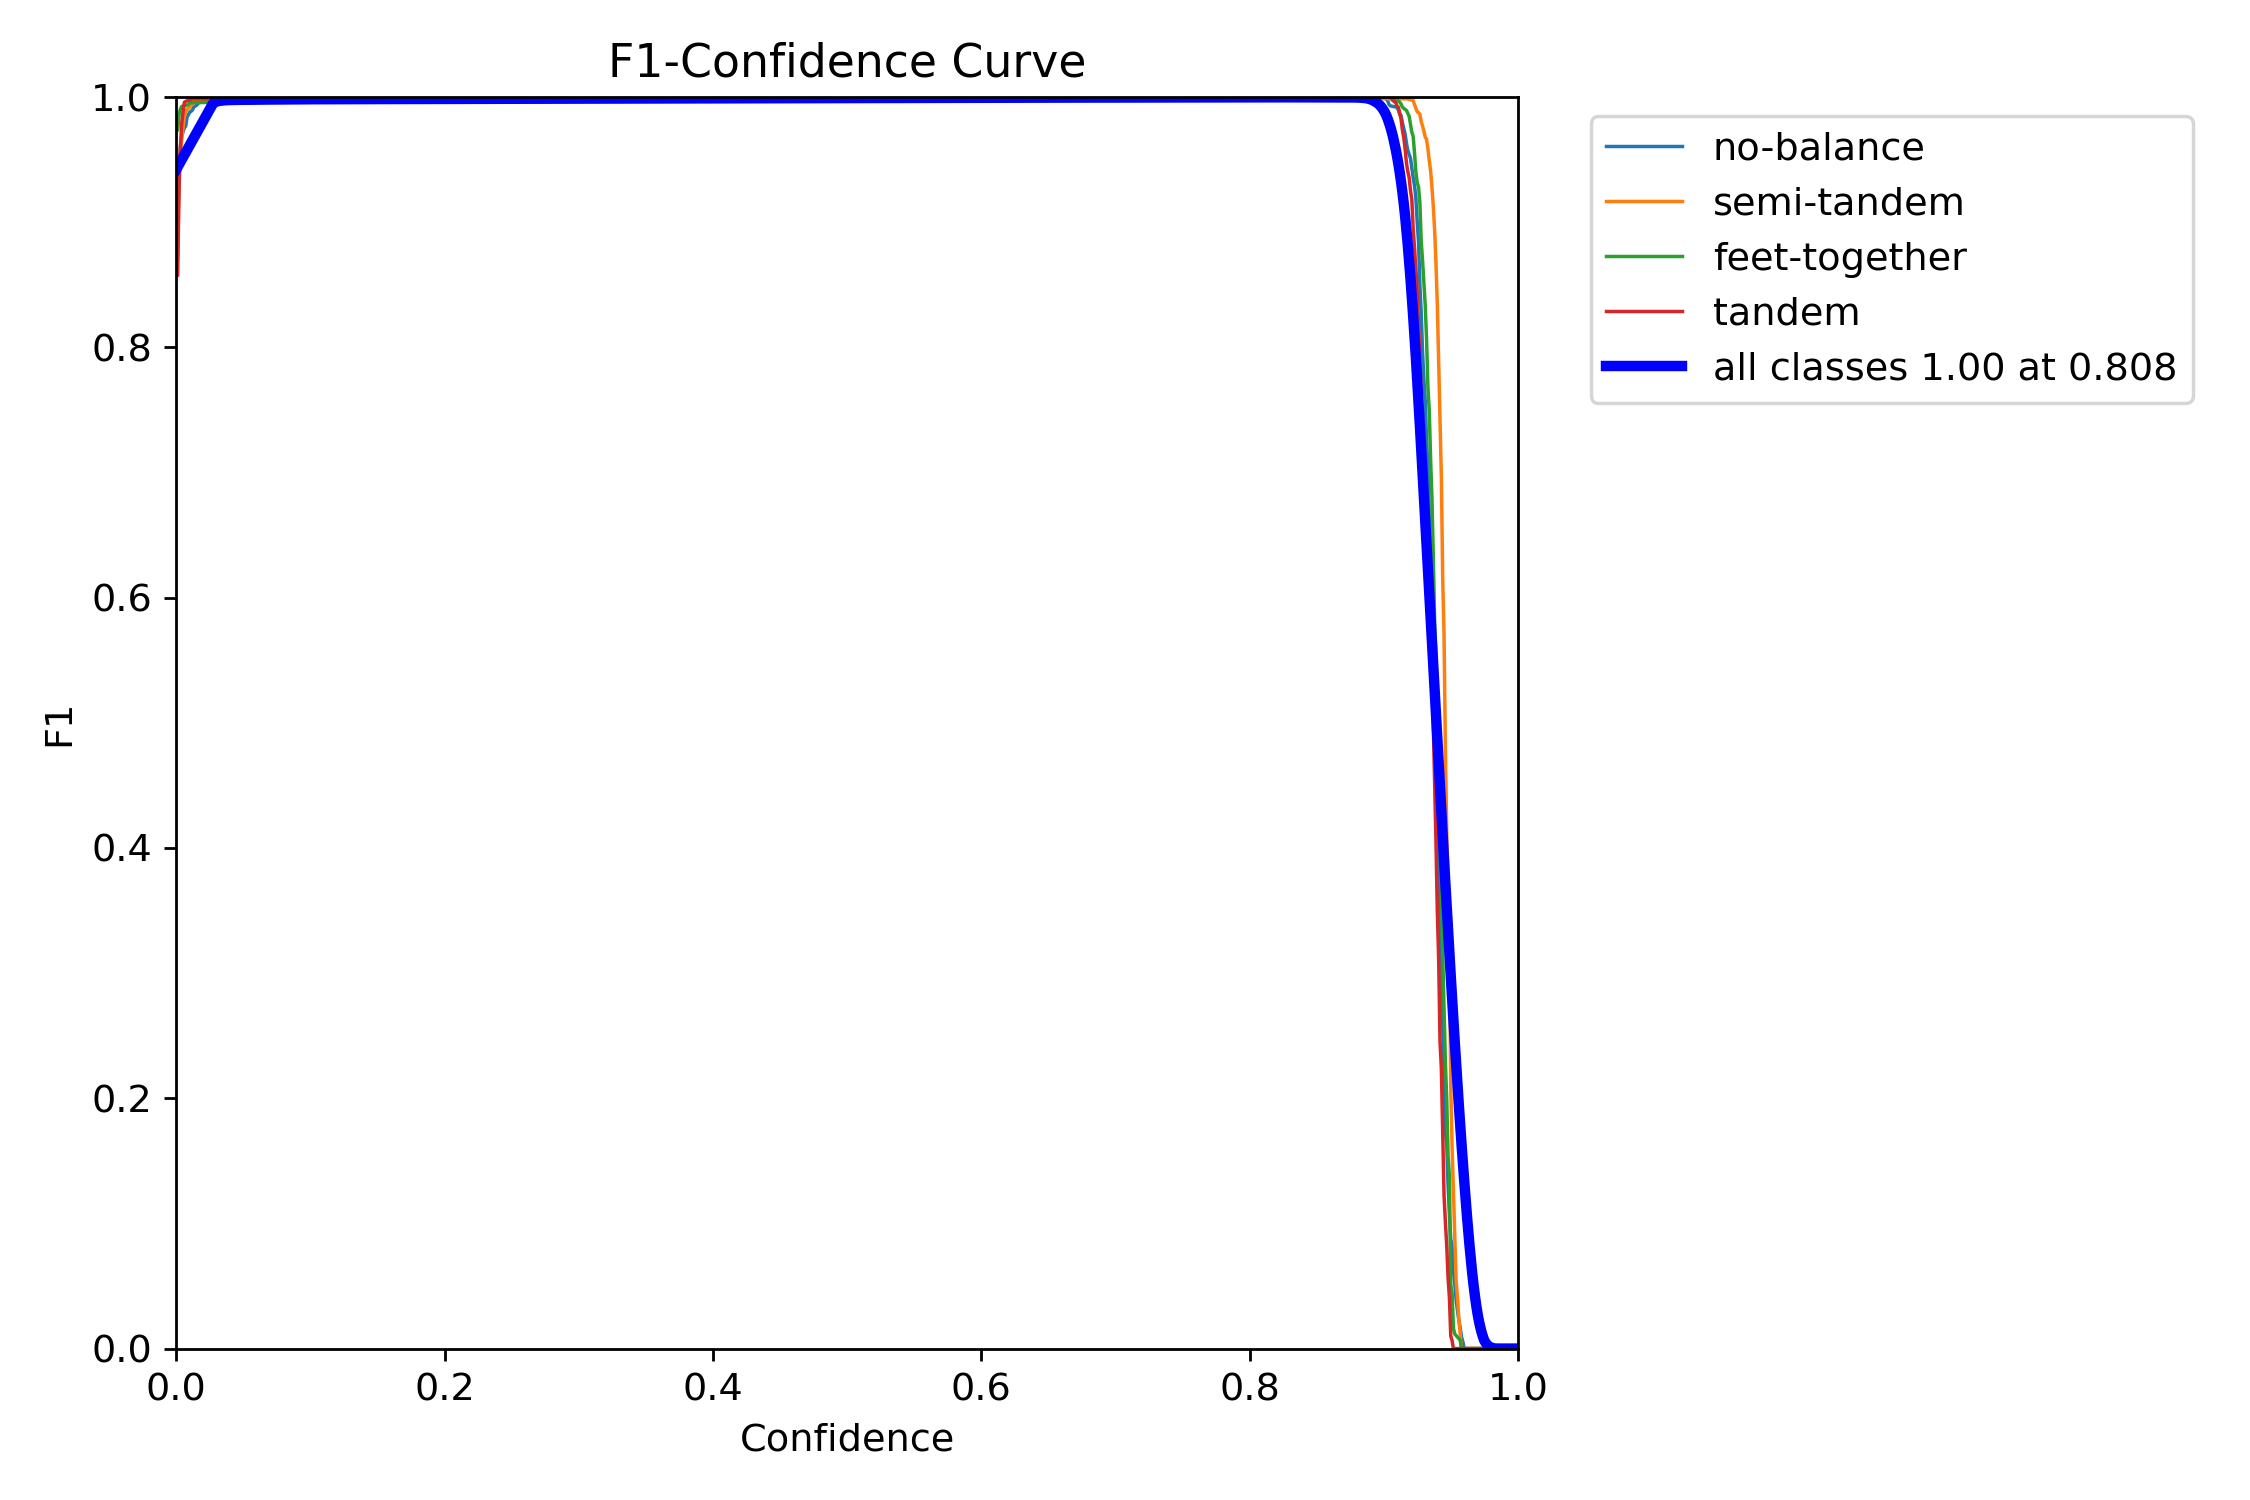 F1-Confidence Curve
1.0
0.8
0.6
0.4
0.2
0.0
F1
0.0 0.2 0.4 0.6 0.8 1.0
Confidence
no-balance
semi-tandem
feet-together
tandem
all classes 1.00 at 0.808